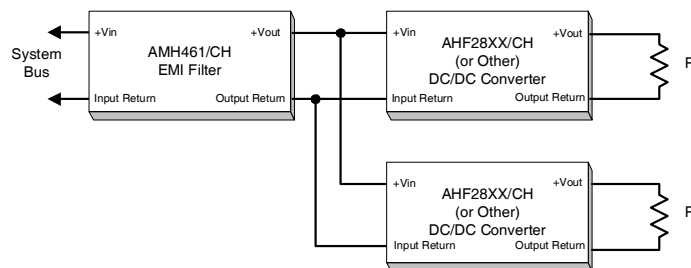 System
Bus
+Vin
+Vout
AMH461/CH
EMI Filter
Input Return
Output Return
+Vin
+Vout
AHF28XX/CH
(or Other)
DC/DC Converter
Input Return
Output Return
+Vin
+Vout
AHF28XX/CH
(or Other)
DC/DC Converter
Input Return
Output Return